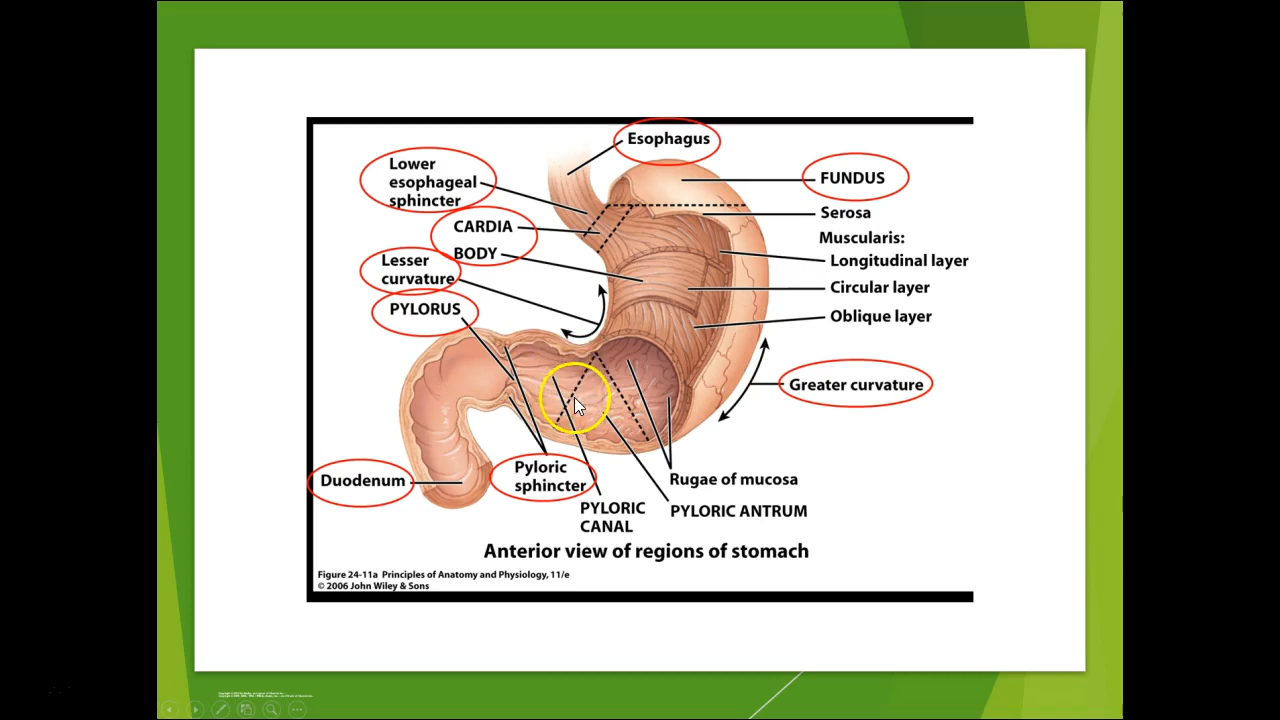 Esophagus
Lower
esophageal
sphincter
FUNDUS
CARDIA
Serosa
BODY
Muscularis:
Lesser
curvature
Longitudinal layer
Circular layer
PYLORUS
Oblique layer
Greater curvature
Duodenum
Pyloric
sphincter
Rugae of mucosa
PYLORIC
CANAL
PYLORIC ANTRUM
Anterior view of regions of stomach
Figure 24-11a Principles of Anatomy and Physiology, 11/e
© 2006 John Wiley & Sons